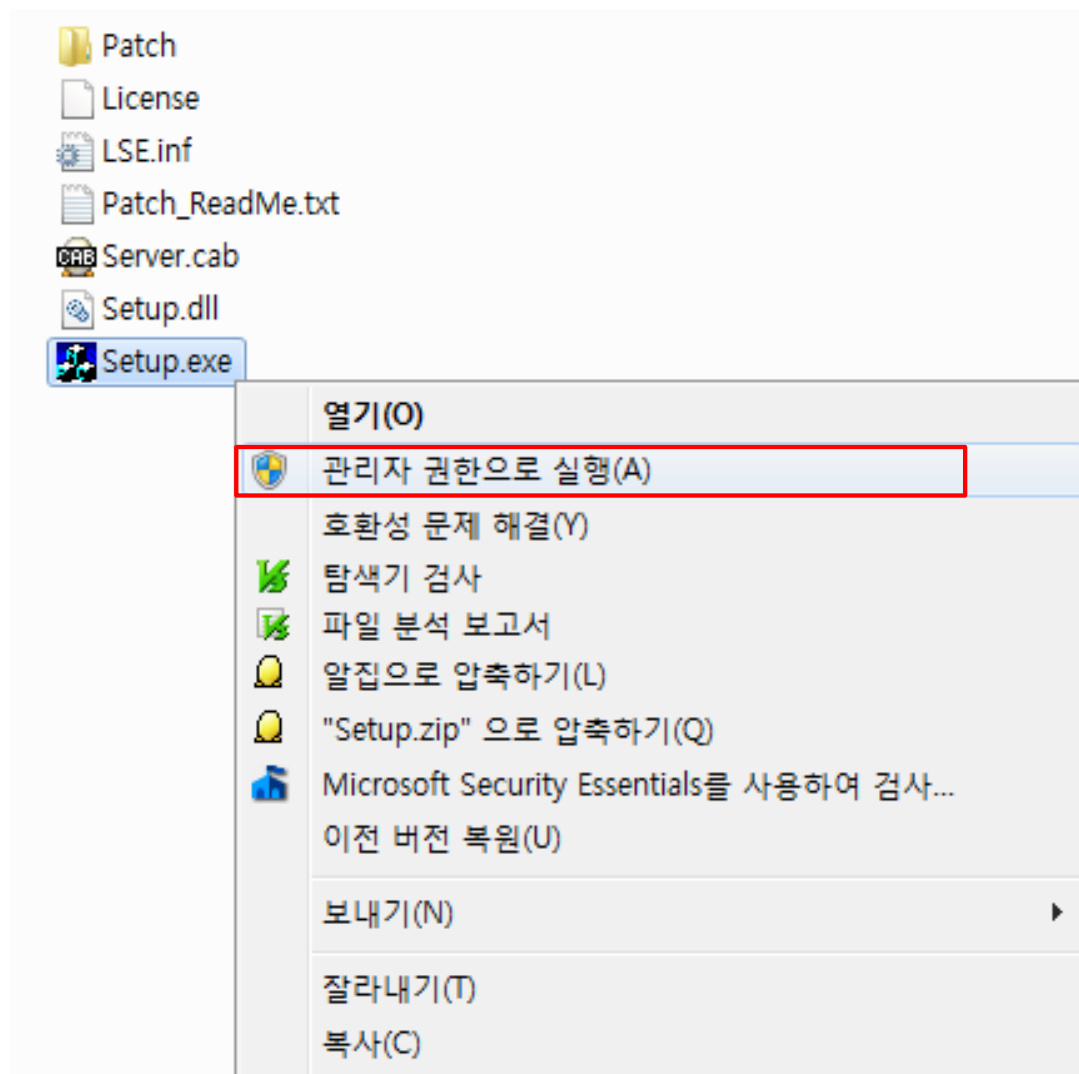 Patch
License
LSE.inf
Patch_ReadMe.txt
CAB Server.cab
Setup.dll
Setup.exe
열기(O)
관리자 권한으로 실행(A)
호환성 문제 해결(Y)
탐색기 검사
파일 분석 보고서
알집으로 압축하기(L)
"Setup.zip" 으로 압축하기(Q)
Microsoft Security Essentials를 사용하여 검사...
이전 버전 복원(U)
보내기(N)
잘라내기(T)
복사(C)